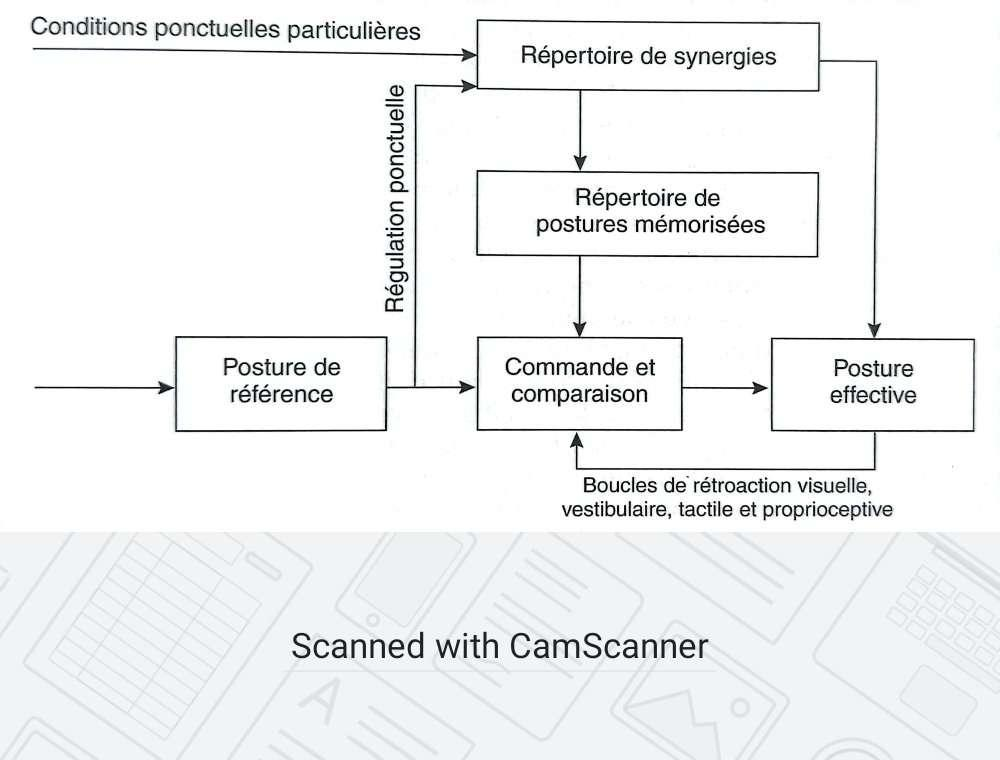 Conditions ponctuelles particulières
Répertoire de synergies
Régulation ponctuelle
Répertoire de
postures mémorisées
Posture de
référence
Commande et
comparaison
Posture
effective
Boucles de rétroaction visuelle,
vestibulaire, tactile et proprioceptive
Scanned with CamScanner